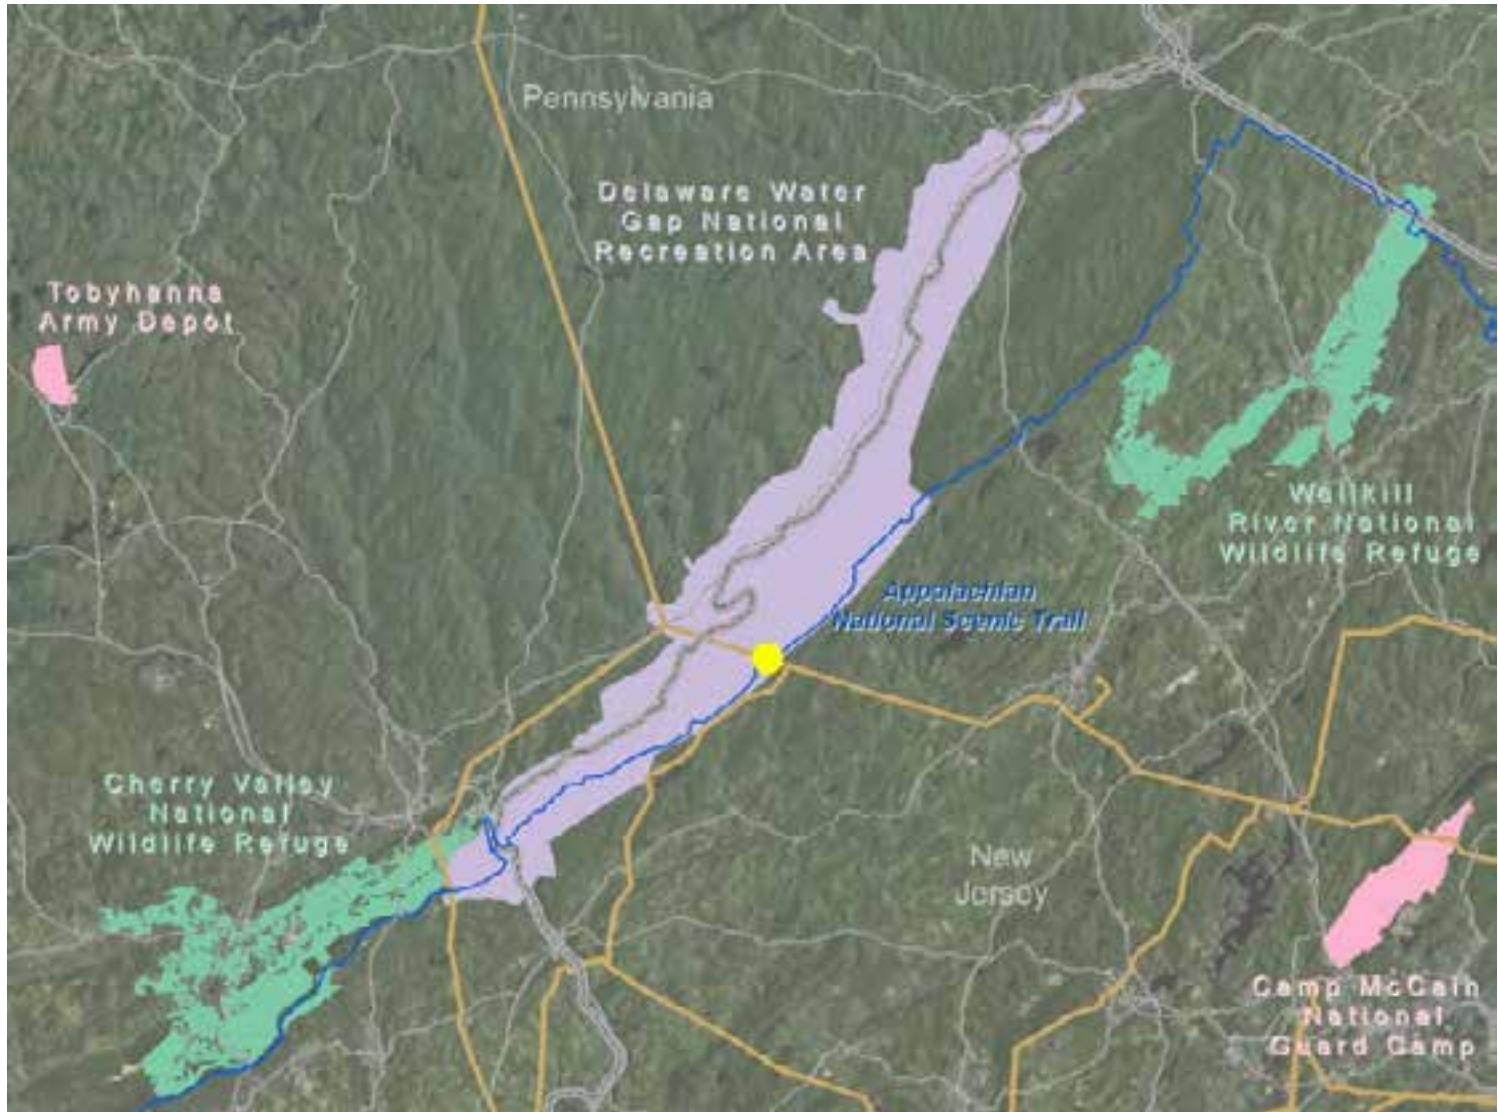 Pennsylvania
Delaware Water
Gap National
Recreation Area
Tobyhanna
Army Depot
Wallkill
River National
Wildlife Refuge
Appalachian
National Scenic Trail
Cherry Valley
National
Wildlife Refuge
New
Jersey
Camp McCain
National
Guard Camp